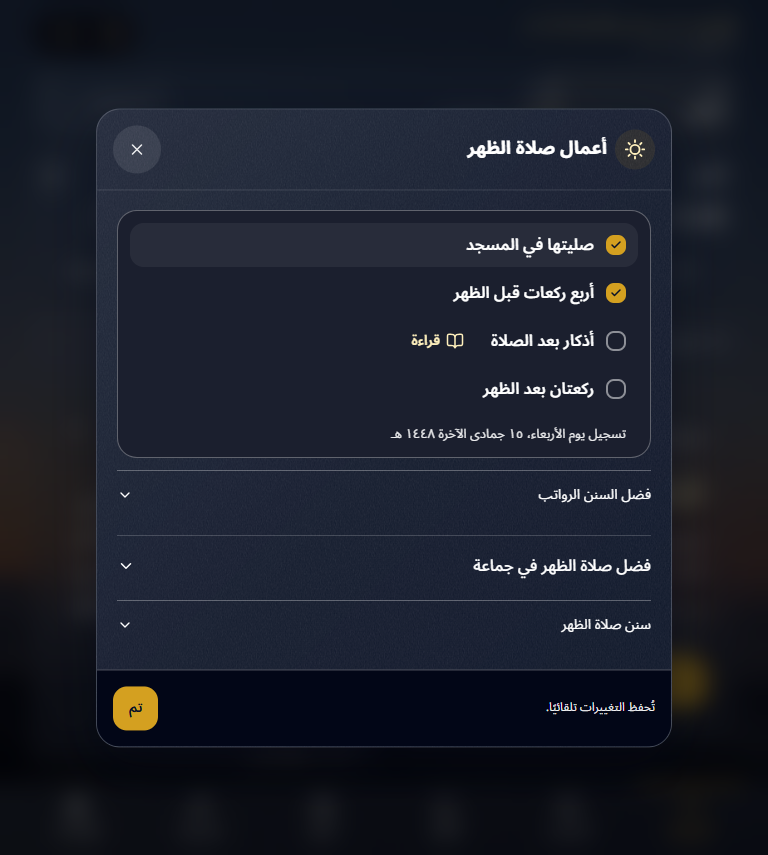 أعمال صلاة الظهر
صليتها في المسجد
أربع ركعات قبل الظهر
أذكار بعد الصلاة قراءة
ركعتان بعد الظهر
تسجيل يوم الأربعاء، ١٥ جمادى الآخرة ١٤٤٨ هـ
فضل السنن الرواتب
فضل صلاة الظهر في جماعة
سنن صلاة الظهر
تُحفظ التغييرات تلقائيًا.
تم